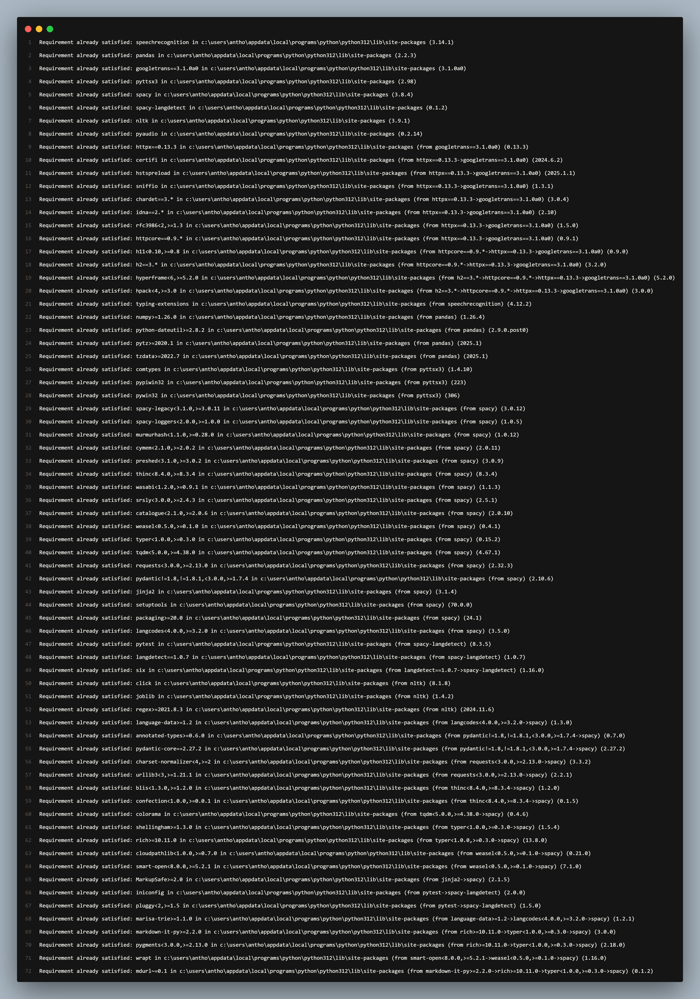 1 Requirement already satisfied: speechrecognition in c:\users\antho\appdata\local\programs\python\python312\lib\site-packages (3.14.1)
2 Requirement already satisfied: pandas in c:\users\antho\appdata\local\programs\python\python312\lib\site-packages (2.2.3)
3 Requirement already satisfied: googletrans==3.1.0a0 in c:\users\antho\appdata\local\programs\python\python312\lib\site-packages (3.1.0a0)
4 Requirement already satisfied: pyttsx3 in c:\users\antho\appdata\local\programs\python\python312\lib\site-packages (2.98)
5 Requirement already satisfied: spacy in c:\users\antho\appdata\local\programs\python\python312\lib\site-packages (3.8.4)
6 Requirement already satisfied: spacy-langdetect in c:\users\antho\appdata\local\programs\python\python312\lib\site-packages (0.1.2)
7 Requirement already satisfied: nltk in c:\users\antho\appdata\local\programs\python\python312\lib\site-packages (3.9.1)
8 Requirement already satisfied: pyaudio in c:\users\antho\appdata\local\programs\python\python312\lib\site-packages (0.2.14)
9 Requirement already satisfied: httpx==0.13.3 in c:\users\antho\appdata\local\programs\python\python312\lib\site-packages (from googletrans==3.1.0a0) (0.13.3)
10 Requirement already satisfied: certifi in c:\users\antho\appdata\local\programs\python\python312\lib\site-packages (from httpx==0.13.3->googletrans==3.1.0a0) (2024.6.2)
11 Requirement already satisfied: hstspreload in c:\users\antho\appdata\local\programs\python\python312\lib\site-packages (from httpx==0.13.3->googletrans==3.1.0a0) (2025.1.1)
12 Requirement already satisfied: sniffio in c:\users\antho\appdata\local\programs\python\python312\lib\site-packages (from httpx==0.13.3->googletrans==3.1.0a0) (1.3.1)
13 Requirement already satisfied: chardet==3.* in c:\users\antho\appdata\local\programs\python\python312\lib\site-packages (from httpx==0.13.3->googletrans==3.1.0a0) (3.0.4)
14 Requirement already satisfied: idna==2.* in c:\users\antho\appdata\local\programs\python\python312\lib\site-packages (from httpx==0.13.3->googletrans==3.1.0a0) (2.10)
15 Requirement already satisfied: rfc3986<2,>=1.3 in c:\users\antho\appdata\local\programs\python\python312\lib\site-packages (from httpx==0.13.3->googletrans==3.1.0a0) (1.5.0)
16 Requirement already satisfied: httpcore==0.9.* in c:\users\antho\appdata\local\programs\python\python312\lib\site-packages (from httpx==0.13.3->googletrans==3.1.0a0) (0.9.1)
17 Requirement already satisfied: h11<0.10,>=0.8 in c:\users\antho\appdata\local\programs\python\python312\lib\site-packages (from httpcore==0.9.*->httpx==0.13.3->googletrans==3.1.0a0) (0.9.0)
18 Requirement already satisfied: h2==3.* in c:\users\antho\appdata\local\programs\python\python312\lib\site-packages (from httpcore==0.9.*->httpx==0.13.3->googletrans==3.1.0a0) (3.2.0)
19 Requirement already satisfied: hyperframe<6,>=5.2.0 in c:\users\antho\appdata\local\programs\python\python312\lib\site-packages (from h2==3.*->httpcore==0.9.*->httpx==0.13.3->googletrans==3.1.0a0) (5.2.0)
20 Requirement already satisfied: hpack<4,>=3.0 in c:\users\antho\appdata\local\programs\python\python312\lib\site-packages (from h2==3.*->httpcore==0.9.*->httpx==0.13.3->googletrans==3.1.0a0) (3.0.0)
21 Requirement already satisfied: typing-extensions in c:\users\antho\appdata\local\programs\python\python312\lib\site-packages (from speechrecognition) (4.12.2)
22 Requirement already satisfied: numpy>=1.26.0 in c:\users\antho\appdata\local\programs\python\python312\lib\site-packages (from pandas) (1.26.4)
23 Requirement already satisfied: python-dateutil>=2.8.2 in c:\users\antho\appdata\local\programs\python\python312\lib\site-packages (from pandas) (2.9.0.post0)
24 Requirement already satisfied: pytz>=2020.1 in c:\users\antho\appdata\local\programs\python\python312\lib\site-packages (from pandas) (2025.1)
25 Requirement already satisfied: tzdata>=2022.7 in c:\users\antho\appdata\local\programs\python\python312\lib\site-packages (from pandas) (2025.1)
26 Requirement already satisfied: comtypes in c:\users\antho\appdata\local\programs\python\python312\lib\site-packages (from pyttsx3) (1.4.10)
27 Requirement already satisfied: pypiwin32 in c:\users\antho\appdata\local\programs\python\python312\lib\site-packages (from pyttsx3) (223)
28 Requirement already satisfied: pywin32 in c:\users\antho\appdata\local\programs\python\python312\lib\site-packages (from pyttsx3) (306)
29 Requirement already satisfied: spacy-legacy<3.1.0,>=3.0.11 in c:\users\antho\appdata\local\programs\python\python312\lib\site-packages (from spacy) (3.0.12)
30 Requirement already satisfied: spacy-loggers<2.0.0,>=1.0.0 in c:\users\antho\appdata\local\programs\python\python312\lib\site-packages (from spacy) (1.0.5)
31 Requirement already satisfied: murmurhash<1.1.0,>=0.28.0 in c:\users\antho\appdata\local\programs\python\python312\lib\site-packages (from spacy) (1.0.12)
32 Requirement already satisfied: cymem<2.1.0,>=2.0.2 in c:\users\antho\appdata\local\programs\python\python312\lib\site-packages (from spacy) (2.0.11)
33 Requirement already satisfied: preshed<3.1.0,>=3.0.2 in c:\users\antho\appdata\local\programs\python\python312\lib\site-packages (from spacy) (3.0.9)
34 Requirement already satisfied: thinc<8.4.0,>=8.3.4 in c:\users\antho\appdata\local\programs\python\python312\lib\site-packages (from spacy) (8.3.4)
35 Requirement already satisfied: wasabi<1.2.0,>=0.9.1 in c:\users\antho\appdata\local\programs\python\python312\lib\site-packages (from spacy) (1.1.3)
36 Requirement already satisfied: srsly<3.0.0,>=2.4.3 in c:\users\antho\appdata\local\programs\python\python312\lib\site-packages (from spacy) (2.5.1)
37 Requirement already satisfied: catalogue<2.1.0,>=2.0.6 in c:\users\antho\appdata\local\programs\python\python312\lib\site-packages (from spacy) (2.0.10)
38 Requirement already satisfied: weasel<0.5.0,>=0.1.0 in c:\users\antho\appdata\local\programs\python\python312\lib\site-packages (from spacy) (0.4.1)
39 Requirement already satisfied: typer<1.0.0,>=0.3.0 in c:\users\antho\appdata\local\programs\python\python312\lib\site-packages (from spacy) (0.15.2)
40 Requirement already satisfied: tqdm<5.0.0,>=4.38.0 in c:\users\antho\appdata\local\programs\python\python312\lib\site-packages (from spacy) (4.67.1)
41 Requirement already satisfied: requests<3.0.0,>=2.13.0 in c:\users\antho\appdata\local\programs\python\python312\lib\site-packages (from spacy) (2.32.3)
42 Requirement already satisfied: pydantic!=1.8,!=1.8.1,<3.0.0,>=1.7.4 in c:\users\antho\appdata\local\programs\python\python312\lib\site-packages (from spacy) (2.10.6)
43 Requirement already satisfied: jinja2 in c:\users\antho\appdata\local\programs\python\python312\lib\site-packages (from spacy) (3.1.4)
44 Requirement already satisfied: setuptools in c:\users\antho\appdata\local\programs\python\python312\lib\site-packages (from spacy) (70.0.0)
45 Requirement already satisfied: packaging>=20.0 in c:\users\antho\appdata\local\programs\python\python312\lib\site-packages (from spacy) (24.1)
46 Requirement already satisfied: langcodes<4.0.0,>=3.2.0 in c:\users\antho\appdata\local\programs\python\python312\lib\site-packages (from spacy) (3.5.0)
47 Requirement already satisfied: pytest in c:\users\antho\appdata\local\programs\python\python312\lib\site-packages (from spacy-langdetect) (8.3.5)
48 Requirement already satisfied: langdetect==1.0.7 in c:\users\antho\appdata\local\programs\python\python312\lib\site-packages (from spacy-langdetect) (1.0.7)
49 Requirement already satisfied: six in c:\users\antho\appdata\local\programs\python\python312\lib\site-packages (from langdetect==1.0.7->spacy-langdetect) (1.16.0)
50 Requirement already satisfied: click in c:\users\antho\appdata\local\programs\python\python312\lib\site-packages (from nltk) (8.1.8)
51 Requirement already satisfied: joblib in c:\users\antho\appdata\local\programs\python\python312\lib\site-packages (from nltk) (1.4.2)
52 Requirement already satisfied: regex>=2021.8.3 in c:\users\antho\appdata\local\programs\python\python312\lib\site-packages (from nltk) (2024.11.6)
53 Requirement already satisfied: language-data>=1.2 in c:\users\antho\appdata\local\programs\python\python312\lib\site-packages (from langcodes<4.0.0,>=3.2.0->spacy) (1.3.0)
54 Requirement already satisfied: annotated-types>=0.6.0 in c:\users\antho\appdata\local\programs\python\python312\lib\site-packages (from pydantic!=1.8,!=1.8.1,<3.0.0,>=1.7.4->spacy) (0.7.0)
55 Requirement already satisfied: pydantic-core==2.27.2 in c:\users\antho\appdata\local\programs\python\python312\lib\site-packages (from pydantic!=1.8,!=1.8.1,<3.0.0,>=1.7.4->spacy) (2.27.2)
56 Requirement already satisfied: charset-normalizer<4,>=2 in c:\users\antho\appdata\local\programs\python\python312\lib\site-packages (from requests<3.0.0,>=2.13.0->spacy) (3.3.2)
57 Requirement already satisfied: urllib3<3,>=1.21.1 in c:\users\antho\appdata\local\programs\python\python312\lib\site-packages (from requests<3.0.0,>=2.13.0->spacy) (2.2.1)
58 Requirement already satisfied: blis<1.3.0,>=1.2.0 in c:\users\antho\appdata\local\programs\python\python312\lib\site-packages (from thinc<8.4.0,>=8.3.4->spacy) (1.2.0)
59 Requirement already satisfied: confection<1.0.0,>=0.0.1 in c:\users\antho\appdata\local\programs\python\python312\lib\site-packages (from thinc<8.4.0,>=8.3.4->spacy) (0.1.5)
60 Requirement already satisfied: colorama in c:\users\antho\appdata\local\programs\python\python312\lib\site-packages (from tqdm<5.0.0,>=4.38.0->spacy) (0.4.6)
61 Requirement already satisfied: shellingham>=1.3.0 in c:\users\antho\appdata\local\programs\python\python312\lib\site-packages (from typer<1.0.0,>=0.3.0->spacy) (1.5.4)
62 Requirement already satisfied: rich>=10.11.0 in c:\users\antho\appdata\local\programs\python\python312\lib\site-packages (from typer<1.0.0,>=0.3.0->spacy) (13.8.0)
63 Requirement already satisfied: cloudpathlib<1.0.0,>=0.7.0 in c:\users\antho\appdata\local\programs\python\python312\lib\site-packages (from weasel<0.5.0,>=0.1.0->spacy) (0.21.0)
64 Requirement already satisfied: smart-open<8.0.0,>=5.2.1 in c:\users\antho\appdata\local\programs\python\python312\lib\site-packages (from weasel<0.5.0,>=0.1.0->spacy) (7.1.0)
65 Requirement already satisfied: MarkupSafe>=2.0 in c:\users\antho\appdata\local\programs\python\python312\lib\site-packages (from jinja2->spacy) (2.1.5)
66 Requirement already satisfied: iniconfig in c:\users\antho\appdata\local\programs\python\python312\lib\site-packages (from pytest->spacy-langdetect) (2.0.0)
67 Requirement already satisfied: pluggy<2,>=1.5 in c:\users\antho\appdata\local\programs\python\python312\lib\site-packages (from pytest->spacy-langdetect) (1.5.0)
68 Requirement already satisfied: marisa-trie>=1.1.0 in c:\users\antho\appdata\local\programs\python\python312\lib\site-packages (from language-data>=1.2->langcodes<4.0.0,>=3.2.0->spacy) (1.2.1)
69 Requirement already satisfied: markdown-it-py>=2.2.0 in c:\users\antho\appdata\local\programs\python\python312\lib\site-packages (from rich>=10.11.0->typer<1.0.0,>=0.3.0->spacy) (3.0.0)
70 Requirement already satisfied: pygments<3.0.0,>=2.13.0 in c:\users\antho\appdata\local\programs\python\python312\lib\site-packages (from rich>=10.11.0->typer<1.0.0,>=0.3.0->spacy) (2.18.0)
71 Requirement already satisfied: wrapt in c:\users\antho\appdata\local\programs\python\python312\lib\site-packages (from smart-open<8.0.0,>=5.2.1->weasel<0.5.0,>=0.1.0->spacy) (1.16.0)
72 Requirement already satisfied: mdurl~=0.1 in c:\users\antho\appdata\local\programs\python\python312\lib\site-packages (from markdown-it-py>=2.2.0->rich>=10.11.0->typer<1.0.0,>=0.3.0->spacy) (0.1.2)